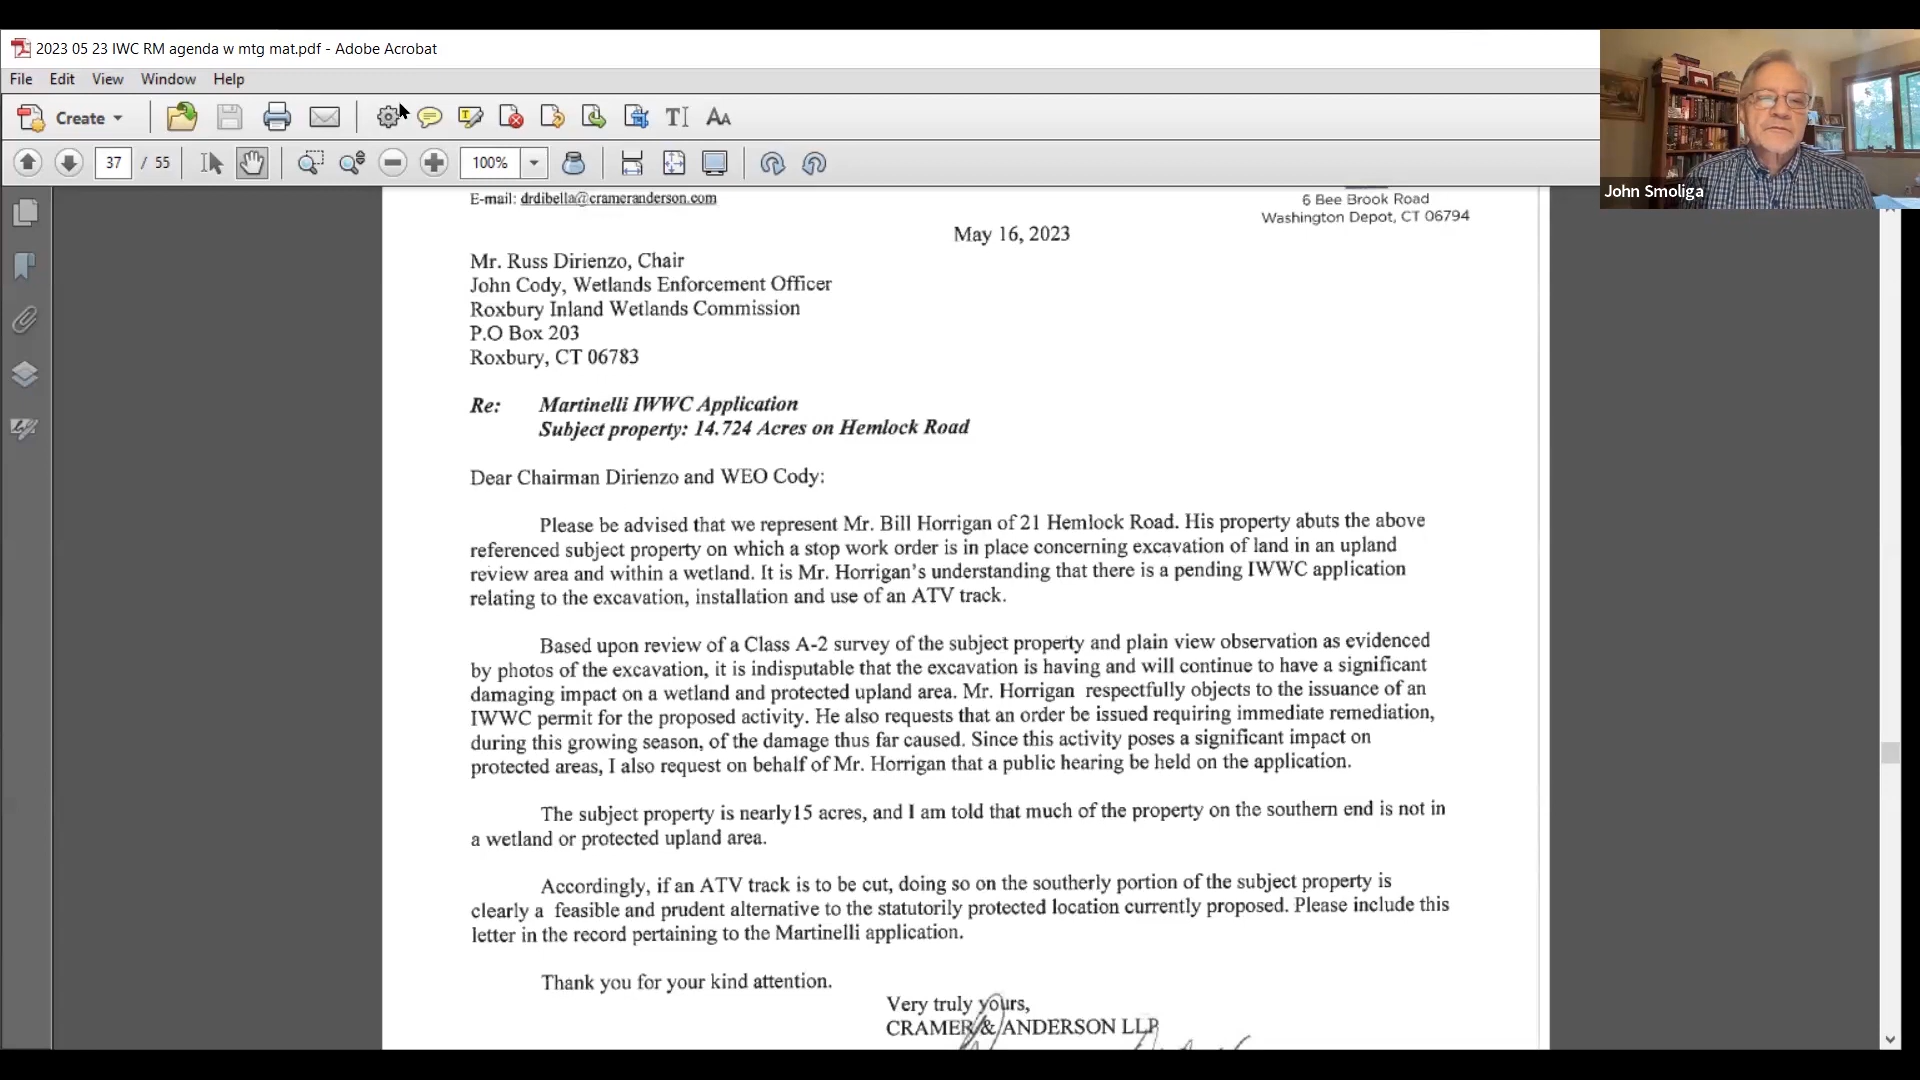 2023 05 23 IWC RM agenda w mtg mat.pdf - Adobe Acrobat
File Edit View Window Help
Create
37 / 55 100%
John Smoliga
E-mail: drdibella@crameranderson.com
6 Bee Brook Road
Washington Depot, CT 06794
May 16, 2023
Mr. Russ Dirienzo, Chair
John Cody, Wetlands Enforcement Officer
Roxbury Inland Wetlands Commission
P.O Box 203
Roxbury, CT 06783
Re: Martinelli IWWC Application
Subject property: 14.724 Acres on Hemlock Road
Dear Chairman Dirienzo and WEO Cody:
Please be advised that we represent Mr. Bill Horrigan of 21 Hemlock Road. His property abuts the above
referenced subject property on which a stop work order is in place concerning excavation of land in an upland
review area and within a wetland. It is Mr. Horrigan's understanding that there is a pending IWWC application
relating to the excavation, installation and use of an ATV track.
Based upon review of a Class A-2 survey of the subject property and plain view observation as evidenced
by photos of the excavation, it is indisputable that the excavation is having and will continue to have a significant
damaging impact on a wetland and protected upland area. Mr. Horrigan respectfully objects to the issuance of an
IWWC permit for the proposed activity. He also requests that an order be issued requiring immediate remediation,
during this growing season, of the damage thus far caused. Since this activity poses a significant impact on
protected areas, I also request on behalf of Mr. Horrigan that a public hearing be held on the application.
The subject property is nearly15 acres, and I am told that much of the property on the southern end is not in
a wetland or protected upland area.
Accordingly, if an ATV track is to be cut, doing so on the southerly portion of the subject property is
clearly a feasible and prudent alternative to the statutorily protected location currently proposed. Please include this
letter in the record pertaining to the Martinelli application.
Thank you for your kind attention.
Very truly yours,
CRAMER & ANDERSON LLP